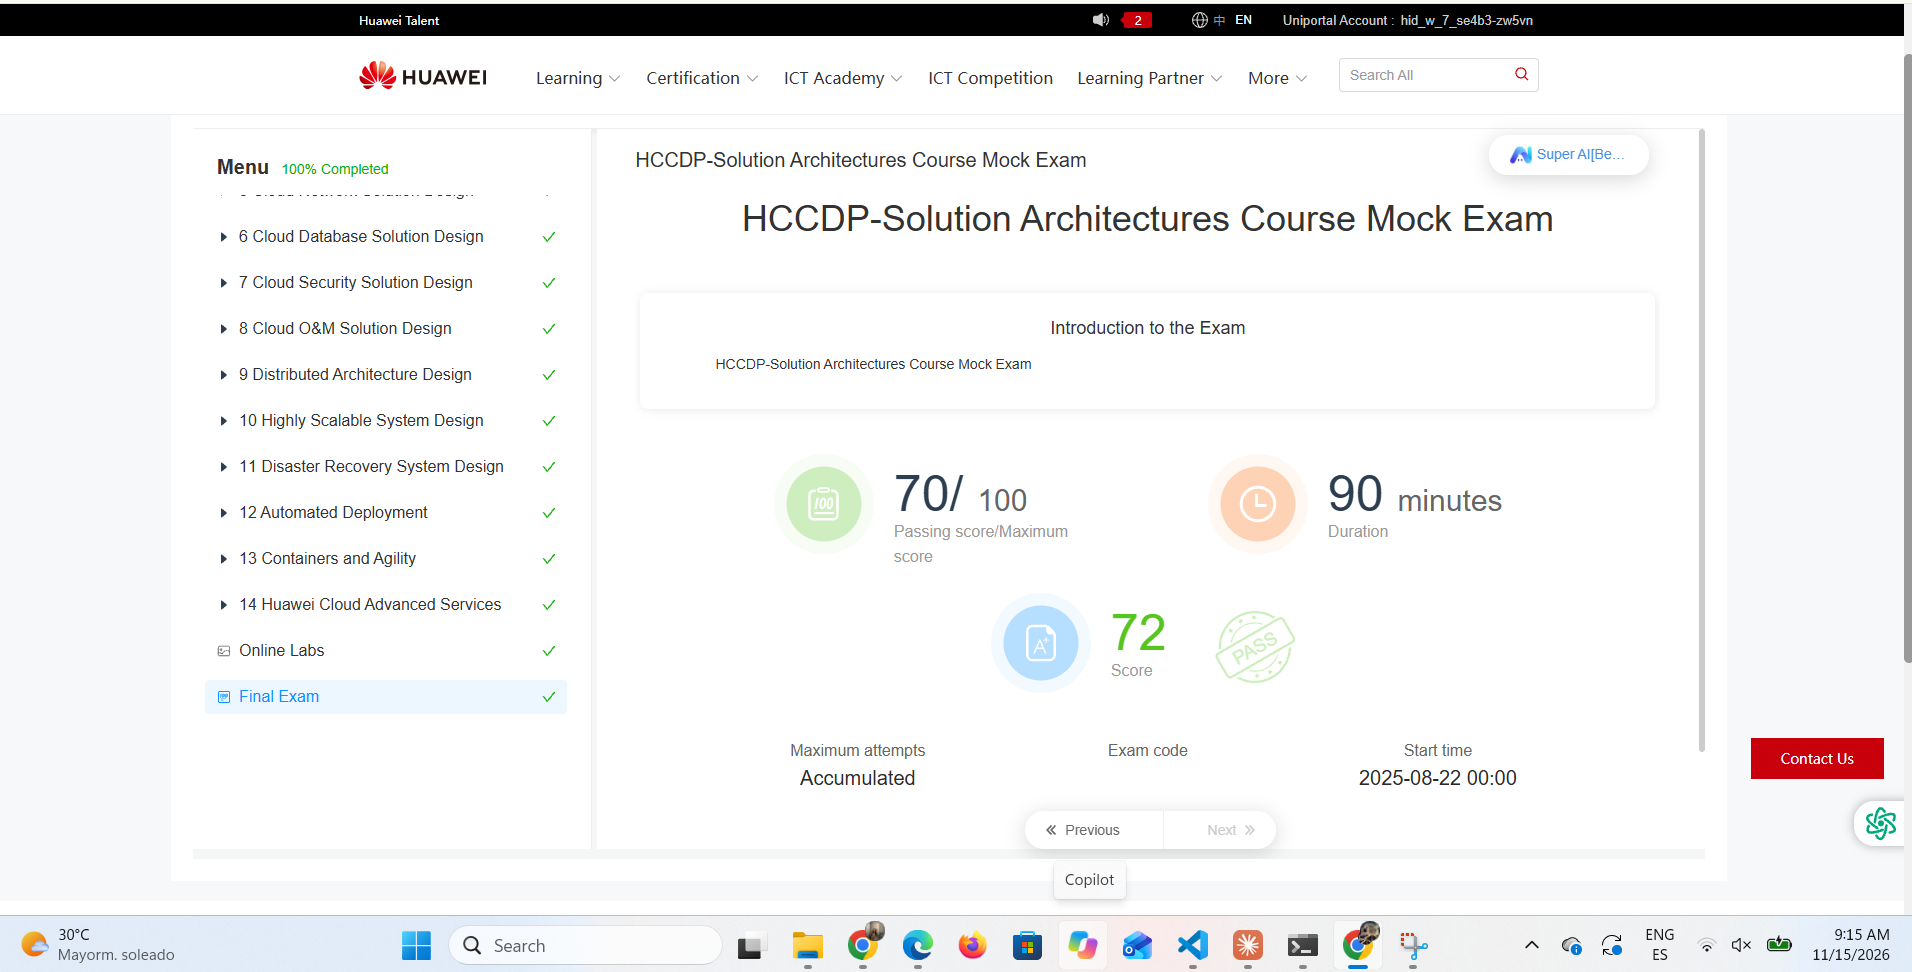 Huawei Talent
2
中 EN
Uniportal Account : hid_w_7_se4b3-zw5vn
HUAWEI
Learning
Certification
ICT Academy
ICT Competition
Learning Partner
More
Search All
Menu 100% Completed
6 Cloud Database Solution Design
7 Cloud Security Solution Design
8 Cloud O&M Solution Design
9 Distributed Architecture Design
10 Highly Scalable System Design
11 Disaster Recovery System Design
12 Automated Deployment
13 Containers and Agility
14 Huawei Cloud Advanced Services
Online Labs
Final Exam
HCCDP-Solution Architectures Course Mock Exam
Super AI[Be...
HCCDP-Solution Architectures Course Mock Exam
Introduction to the Exam
HCCDP-Solution Architectures Course Mock Exam
100
70/ 100
Passing score/Maximum
score
90 minutes
Duration
A+
72
Score
PASS
Maximum attempts
Accumulated
Exam code
Start time
2025-08-22 00:00
Previous
Next
Contact Us
Copilot
30°C
Mayorm. soleado
Search
ENG
ES
9:15 AM
11/15/2026